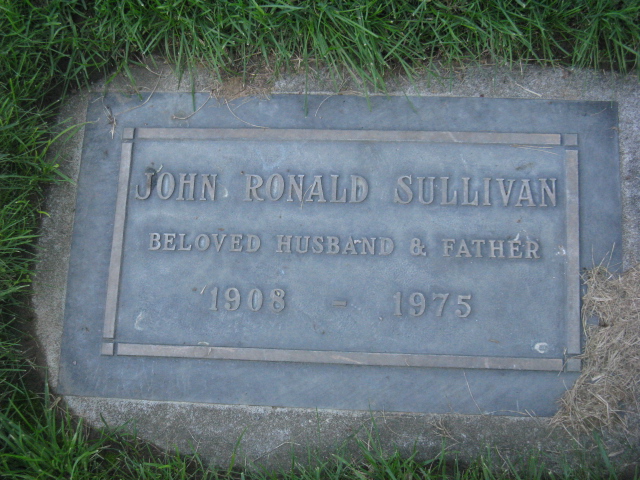 JOHN RONALD SULLIVAN
BELOVED HUSBAND & FATHER
1908 - 1975